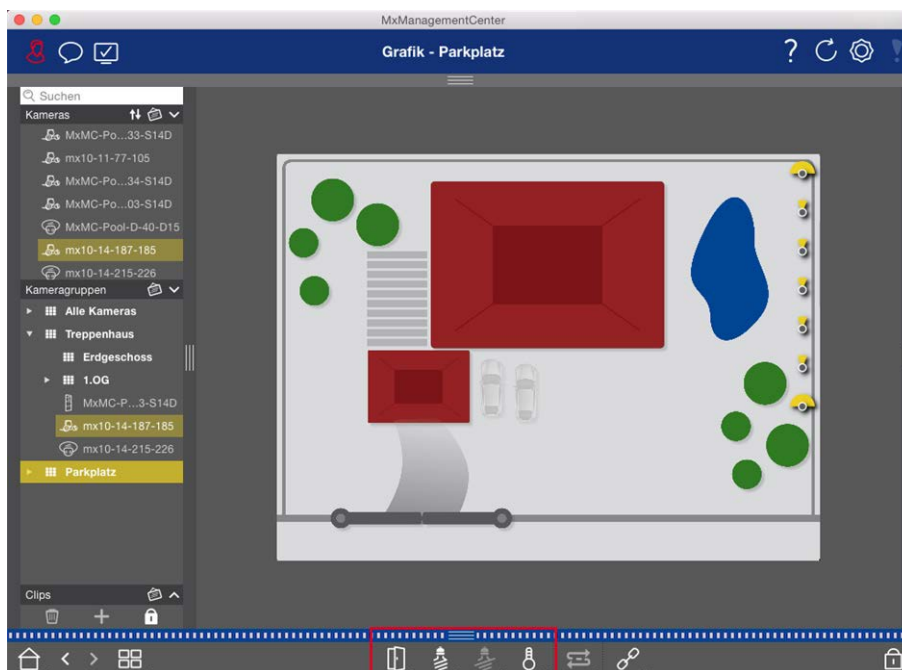 MxManagementCenter
Grafik - Parkplatz
Suchen
Kameras
MxMC-Po...33-S14D
mx10-11-77-105
MxMC-Po...34-S14D
MxMC-Po...03-S14D
MxMC-Pool-D-40-D15
mx10-14-187-185
mx10-14-215-226
Kameragruppen
Alle Kameras
Treppenhaus
Erdgeschoss
1.OG
MxMC-P...3-S14D
mx10-14-187-185
mx10-14-215-226
Parkplatz
Clips